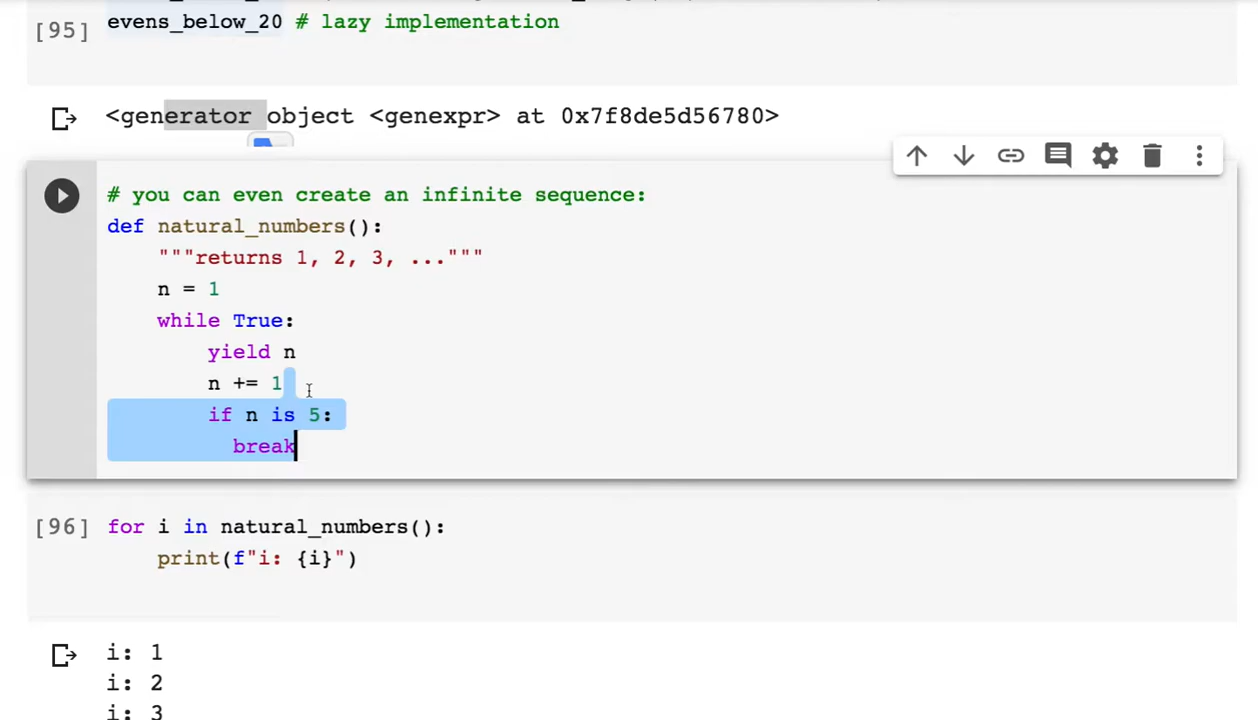 [95] evens_below_20 # lazy implementation
<generator object <genexpr> at 0x7f8de5d56780>
# you can even create an infinite sequence:
def natural_numbers():
    """returns 1, 2, 3, ..."""
    n = 1
    while True:
        yield n
        n += 1
        if n is 5:
          break
[96] for i in natural_numbers():
    print(f"i: {i}")
i: 1
i: 2
i: 3